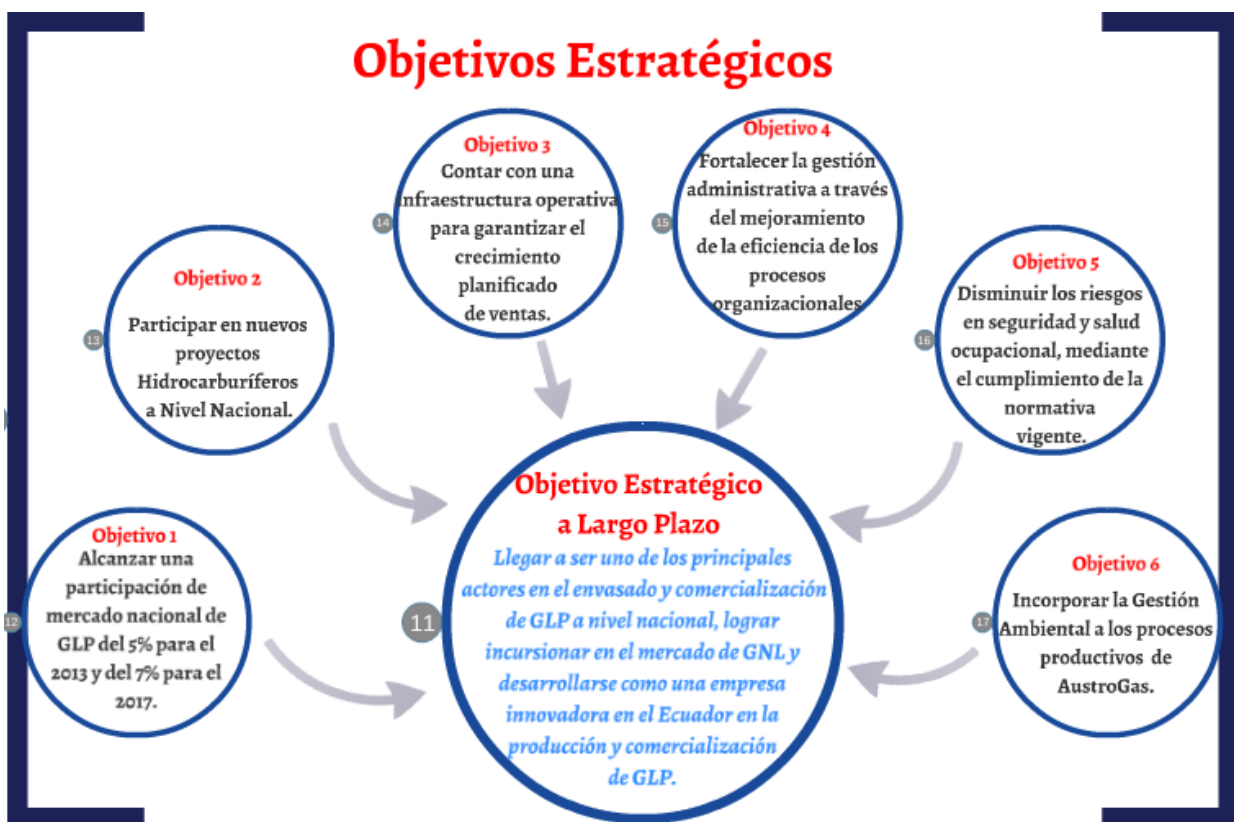 Objetivos Estratégicos
Objetivo 1
Alcanzar una
participación de
mercado nacional de
GLP del 5% para el
2013 y del 7% para el
2017.
12
Objetivo 2
Participar en nuevos
proyectos
Hidrocarburíferos
a Nivel Nacional.
13
Objetivo 3
Contar con una
Infraestructura operativa
para garantizar el
crecimiento
planificado
de ventas.
14
Objetivo 4
Fortalecer la gestión
administrativa a través
del mejoramiento
de la eficiencia de los
procesos
organizacionales
15
Objetivo 5
Disminuir los riesgos
en seguridad y salud
ocupacional, mediante
el cumplimiento de la
normativa
vigente.
16
Objetivo 6
Incorporar la Gestión
Ambiental a los procesos
productivos de
AustroGas.
17
Objetivo Estratégico
a Largo Plazo
Llegar a ser uno de los principales
actores en el envasado y comercialización
de GLP a nivel nacional, lograr
incursionar en el mercado de GNL y
desarrollarse como una empresa
innovadora en el Ecuador en la
producción y comercialización
de GLP.
11